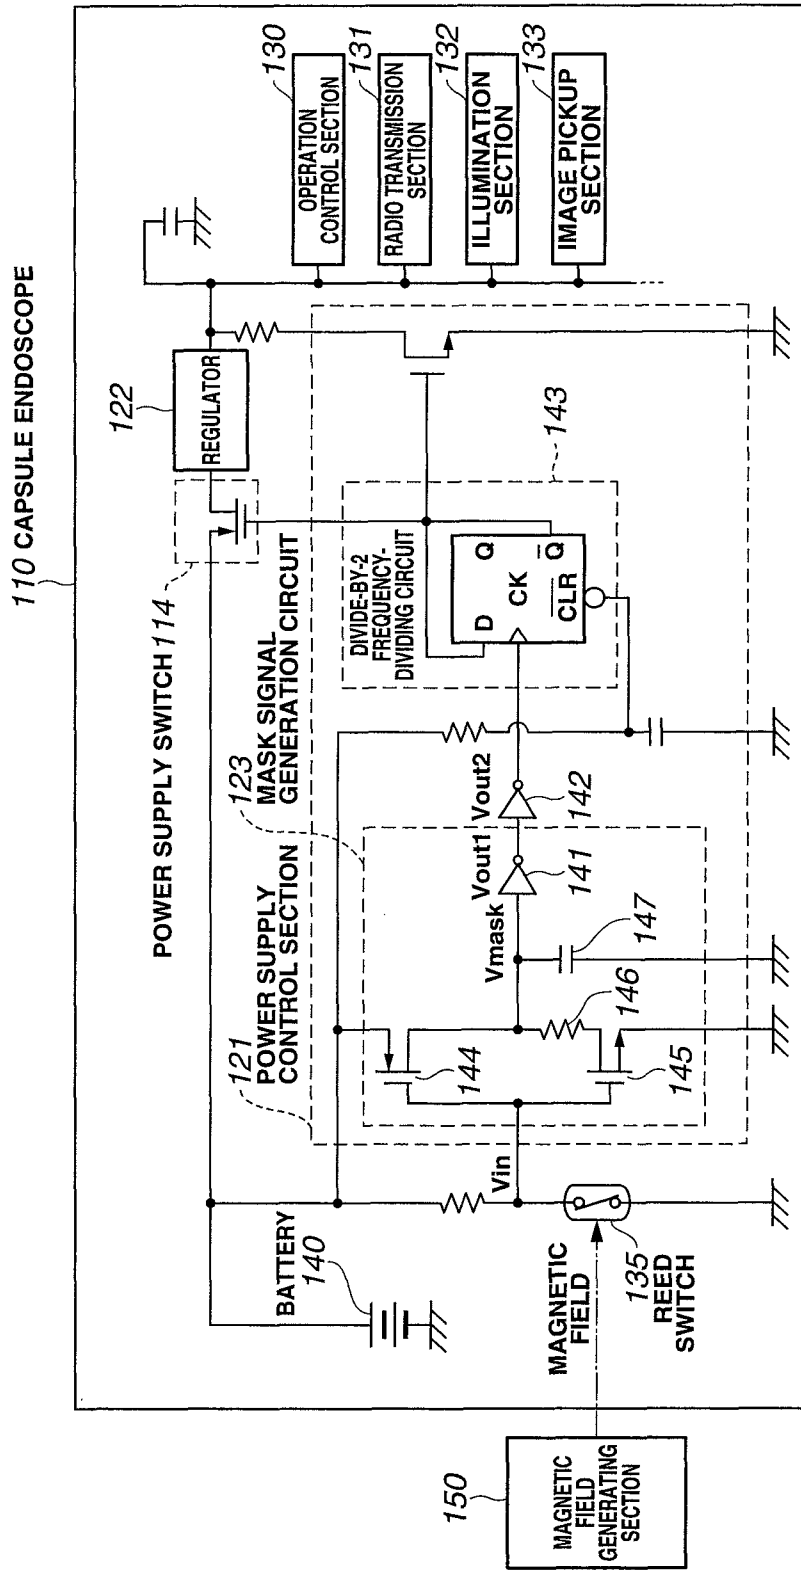 110 CAPSULE ENDOSCOPE
POWER SUPPLY SWITCH 114
122
REGULATOR
130
OPERATION
CONTROL SECTION
131
RADIO TRANSMISSION
SECTION
132
ILLUMINATION
SECTION
133
IMAGE PICKUP
SECTION
121
POWER SUPPLY
CONTROL SECTION
123
MASK SIGNAL
GENERATION CIRCUIT
BATTERY
140
DIVIDE-BY-2
FREQUENCY-
DIVIDING CIRCUIT
143
D
Q
CK
Q
CLR
Vin
144
145
146
147
Vmask
Vout1
141
Vout2
142
MAGNETIC
FIELD
135
REED
SWITCH
150
MAGNETIC
FIELD
GENERATING
SECTION